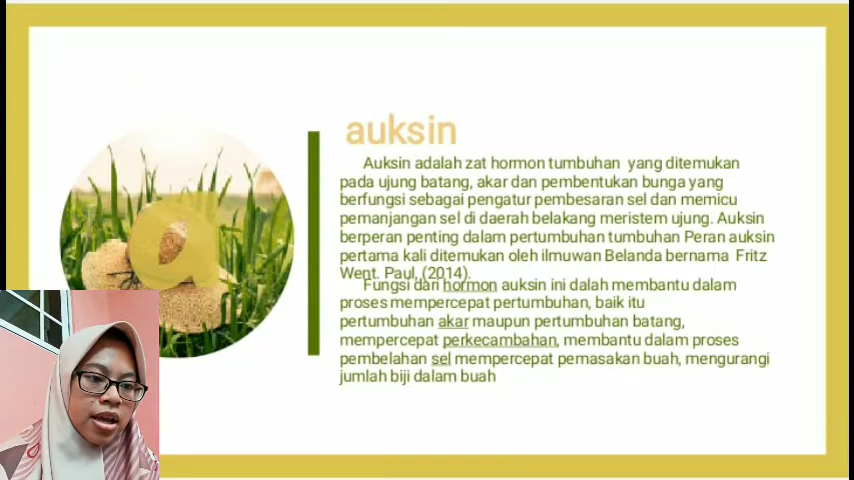 auksin
Auksin adalah zat hormon tumbuhan yang ditemukan
pada ujung batang, akar dan pembentukan bunga yang
berfungsi sebagai pengatur pembesaran sel dan memicu
pemanjangan sel di daerah belakang meristem ujung. Auksin
berperan penting dalam pertumbuhan tumbuhan Peran auksin
pertama kali ditemukan oleh ilmuwan Belanda bernama Fritz
Went. Paul, (2014).
Fungsi dari hormon auksin ini dalah membantu dalam
proses mempercepat pertumbuhan, baik itu
pertumbuhan akar maupun pertumbuhan batang,
mempercepat perkecambahan, membantu dalam proses
pembelahan sel mempercepat pemasakan buah, mengurangi
jumlah biji dalam buah
a